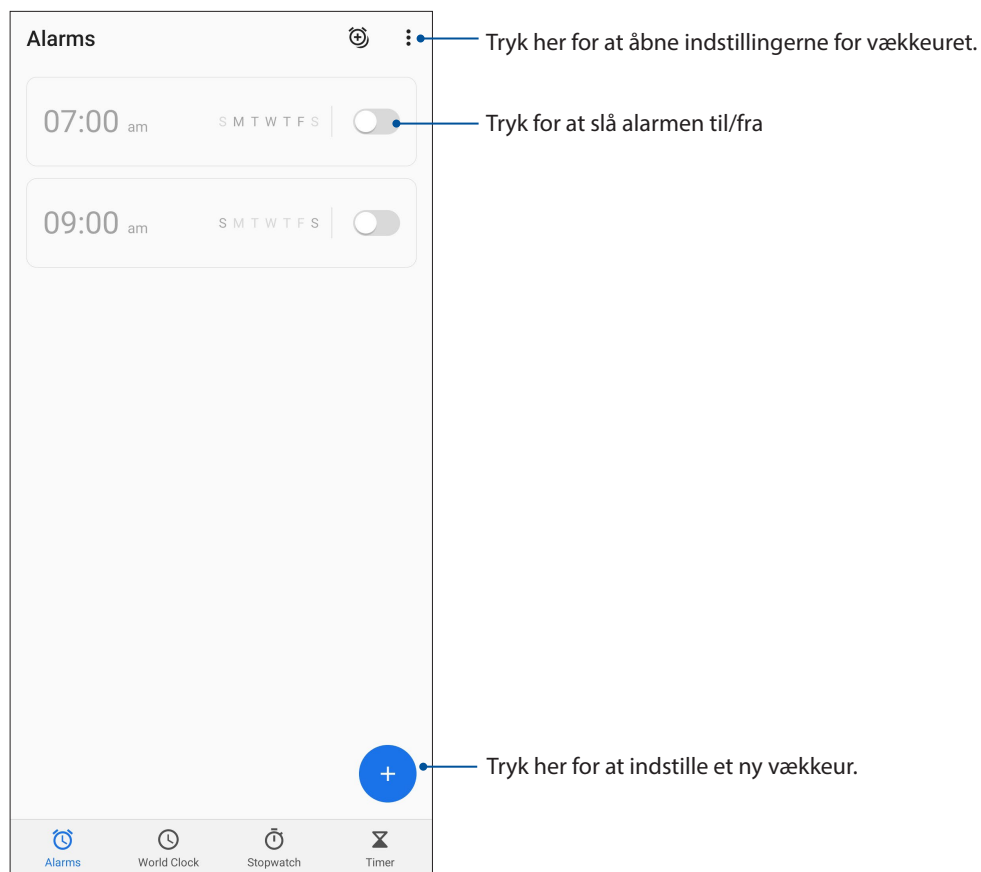 Alarms
Tryk her for at åbne indstillingerne for vækkeuret.
07:00 am S M T W T F S
Tryk for at slå alarmen til/fra
09:00 am S M T W T F S
+
Tryk her for at indstille et ny vækkeur.
Alarms World Clock Stopwatch Timer